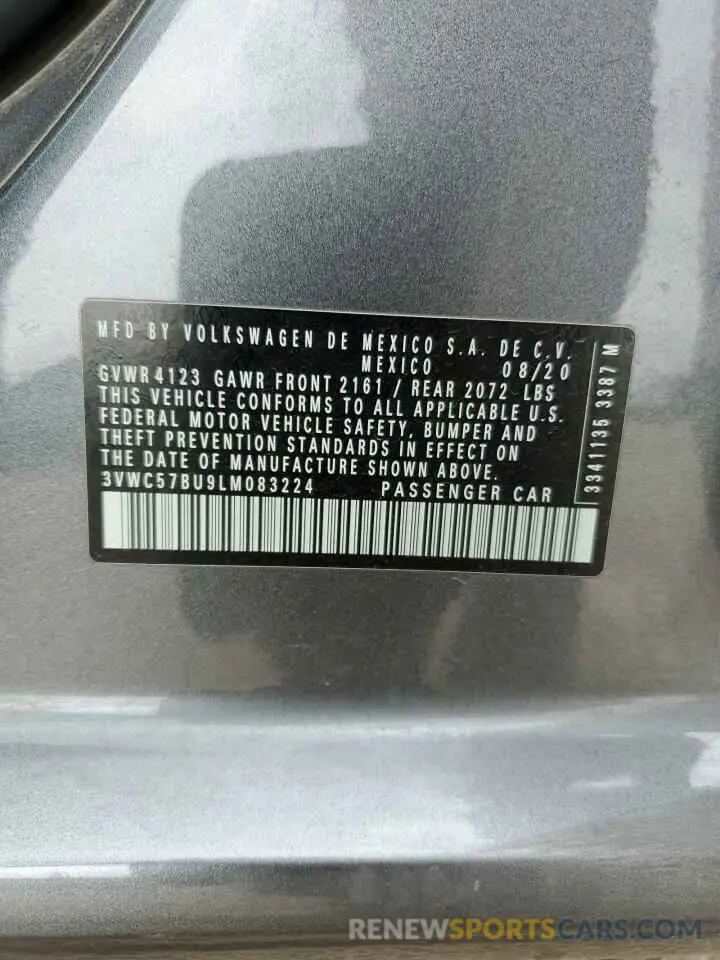 MFD BY VOLKSWAGEN DE MEXICO S.A. DE C.V.
MEXICO 08/20
GVWR 4123 GAWR FRONT 2161 / REAR 2072 LBS
THIS VEHICLE CONFORMS TO ALL APPLICABLE U.S.
FEDERAL MOTOR VEHICLE SAFETY, BUMPER AND
THEFT PREVENTION STANDARDS IN EFFECT ON
THE DATE OF MANUFACTURE SHOWN ABOVE.
3VWC57BU9LM083224 PASSENGER CAR
3341135 3387 M
RENEWSPORTSCARS.COM